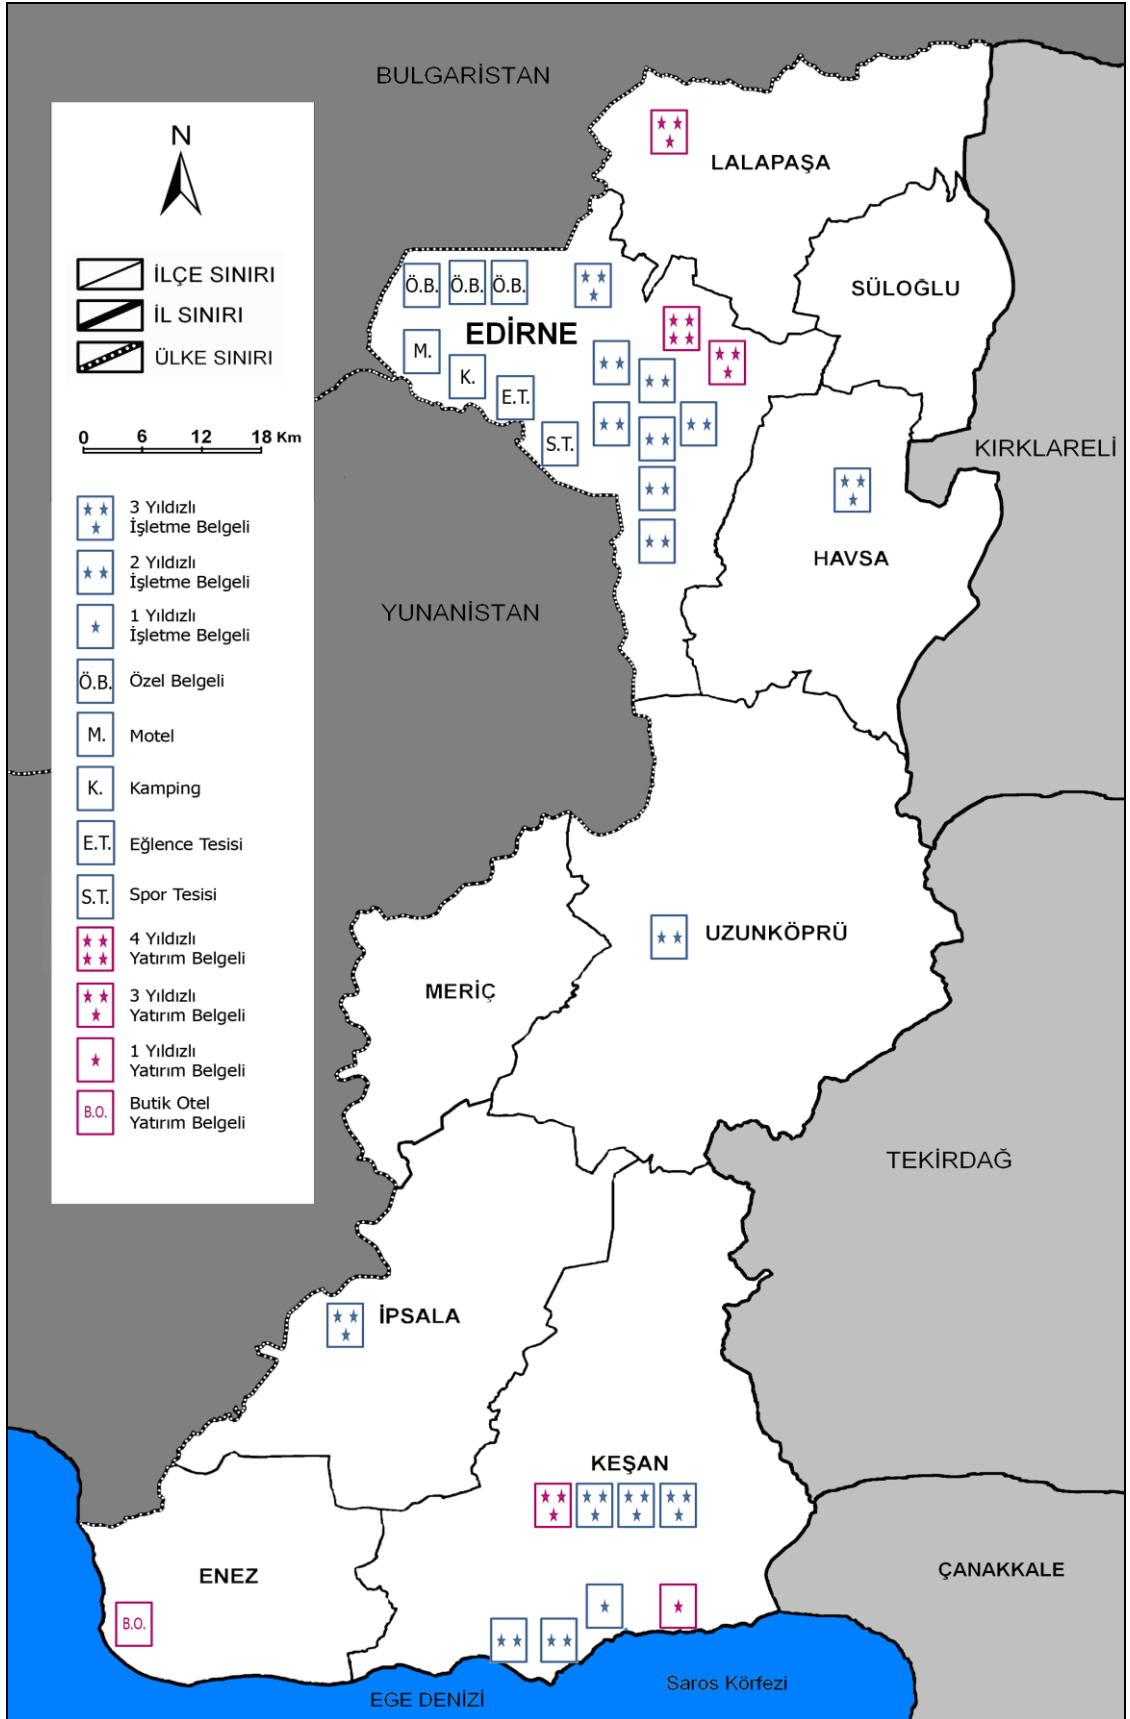 BULGARİSTAN
N
İLÇE SINIRI
İL SINIRI
ÜLKE SINIRI
0 6 12 18 Km
3 Yıldızlı
İşletme Belgeli
2 Yıldızlı
İşletme Belgeli
1 Yıldızlı
İşletme Belgeli
Ö.B. Özel Belgeli
M. Motel
K. Kamping
E.T. Eğlence Tesisi
S.T. Spor Tesisi
4 Yıldızlı
Yatırım Belgeli
3 Yıldızlı
Yatırım Belgeli
1 Yıldızlı
Yatırım Belgeli
B.O. Butik Otel
Yatırım Belgeli
LALAPAŞA
SÜLOĞLU
Ö.B. Ö.B. Ö.B.
EDİRNE
M.
K.
E.T.
S.T.
KIRKLARELİ
HAVSA
YUNANİSTAN
UZUNKÖPRÜ
MERİÇ
TEKİRDAĞ
İPSALA
KEŞAN
ENEZ
ÇANAKKALE
B.O.
Saros Körfezi
EGE DENİZİ